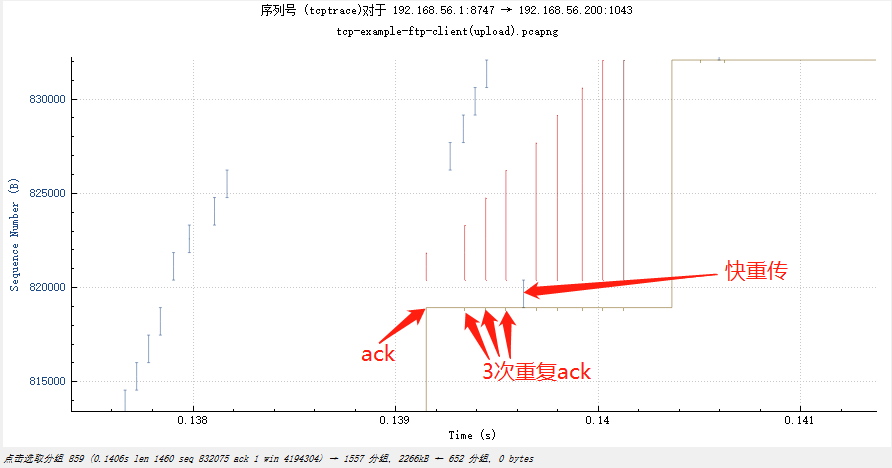 序列号 (tcptrace)对于 192.168.56.1:8747 → 192.168.56.200:1043
tcp-example-ftp-client(upload).pcapng
830000
825000
820000
815000
Sequence Number (B)
快重传
ack
3次重复ack
0.138
0.139
0.14
0.141
Time (s)
点击选取分组 859 (0.1406s len 1460 seq 832075 ack 1 win 4194304) → 1557 分组, 2266kB ← 652 分组, 0 bytes